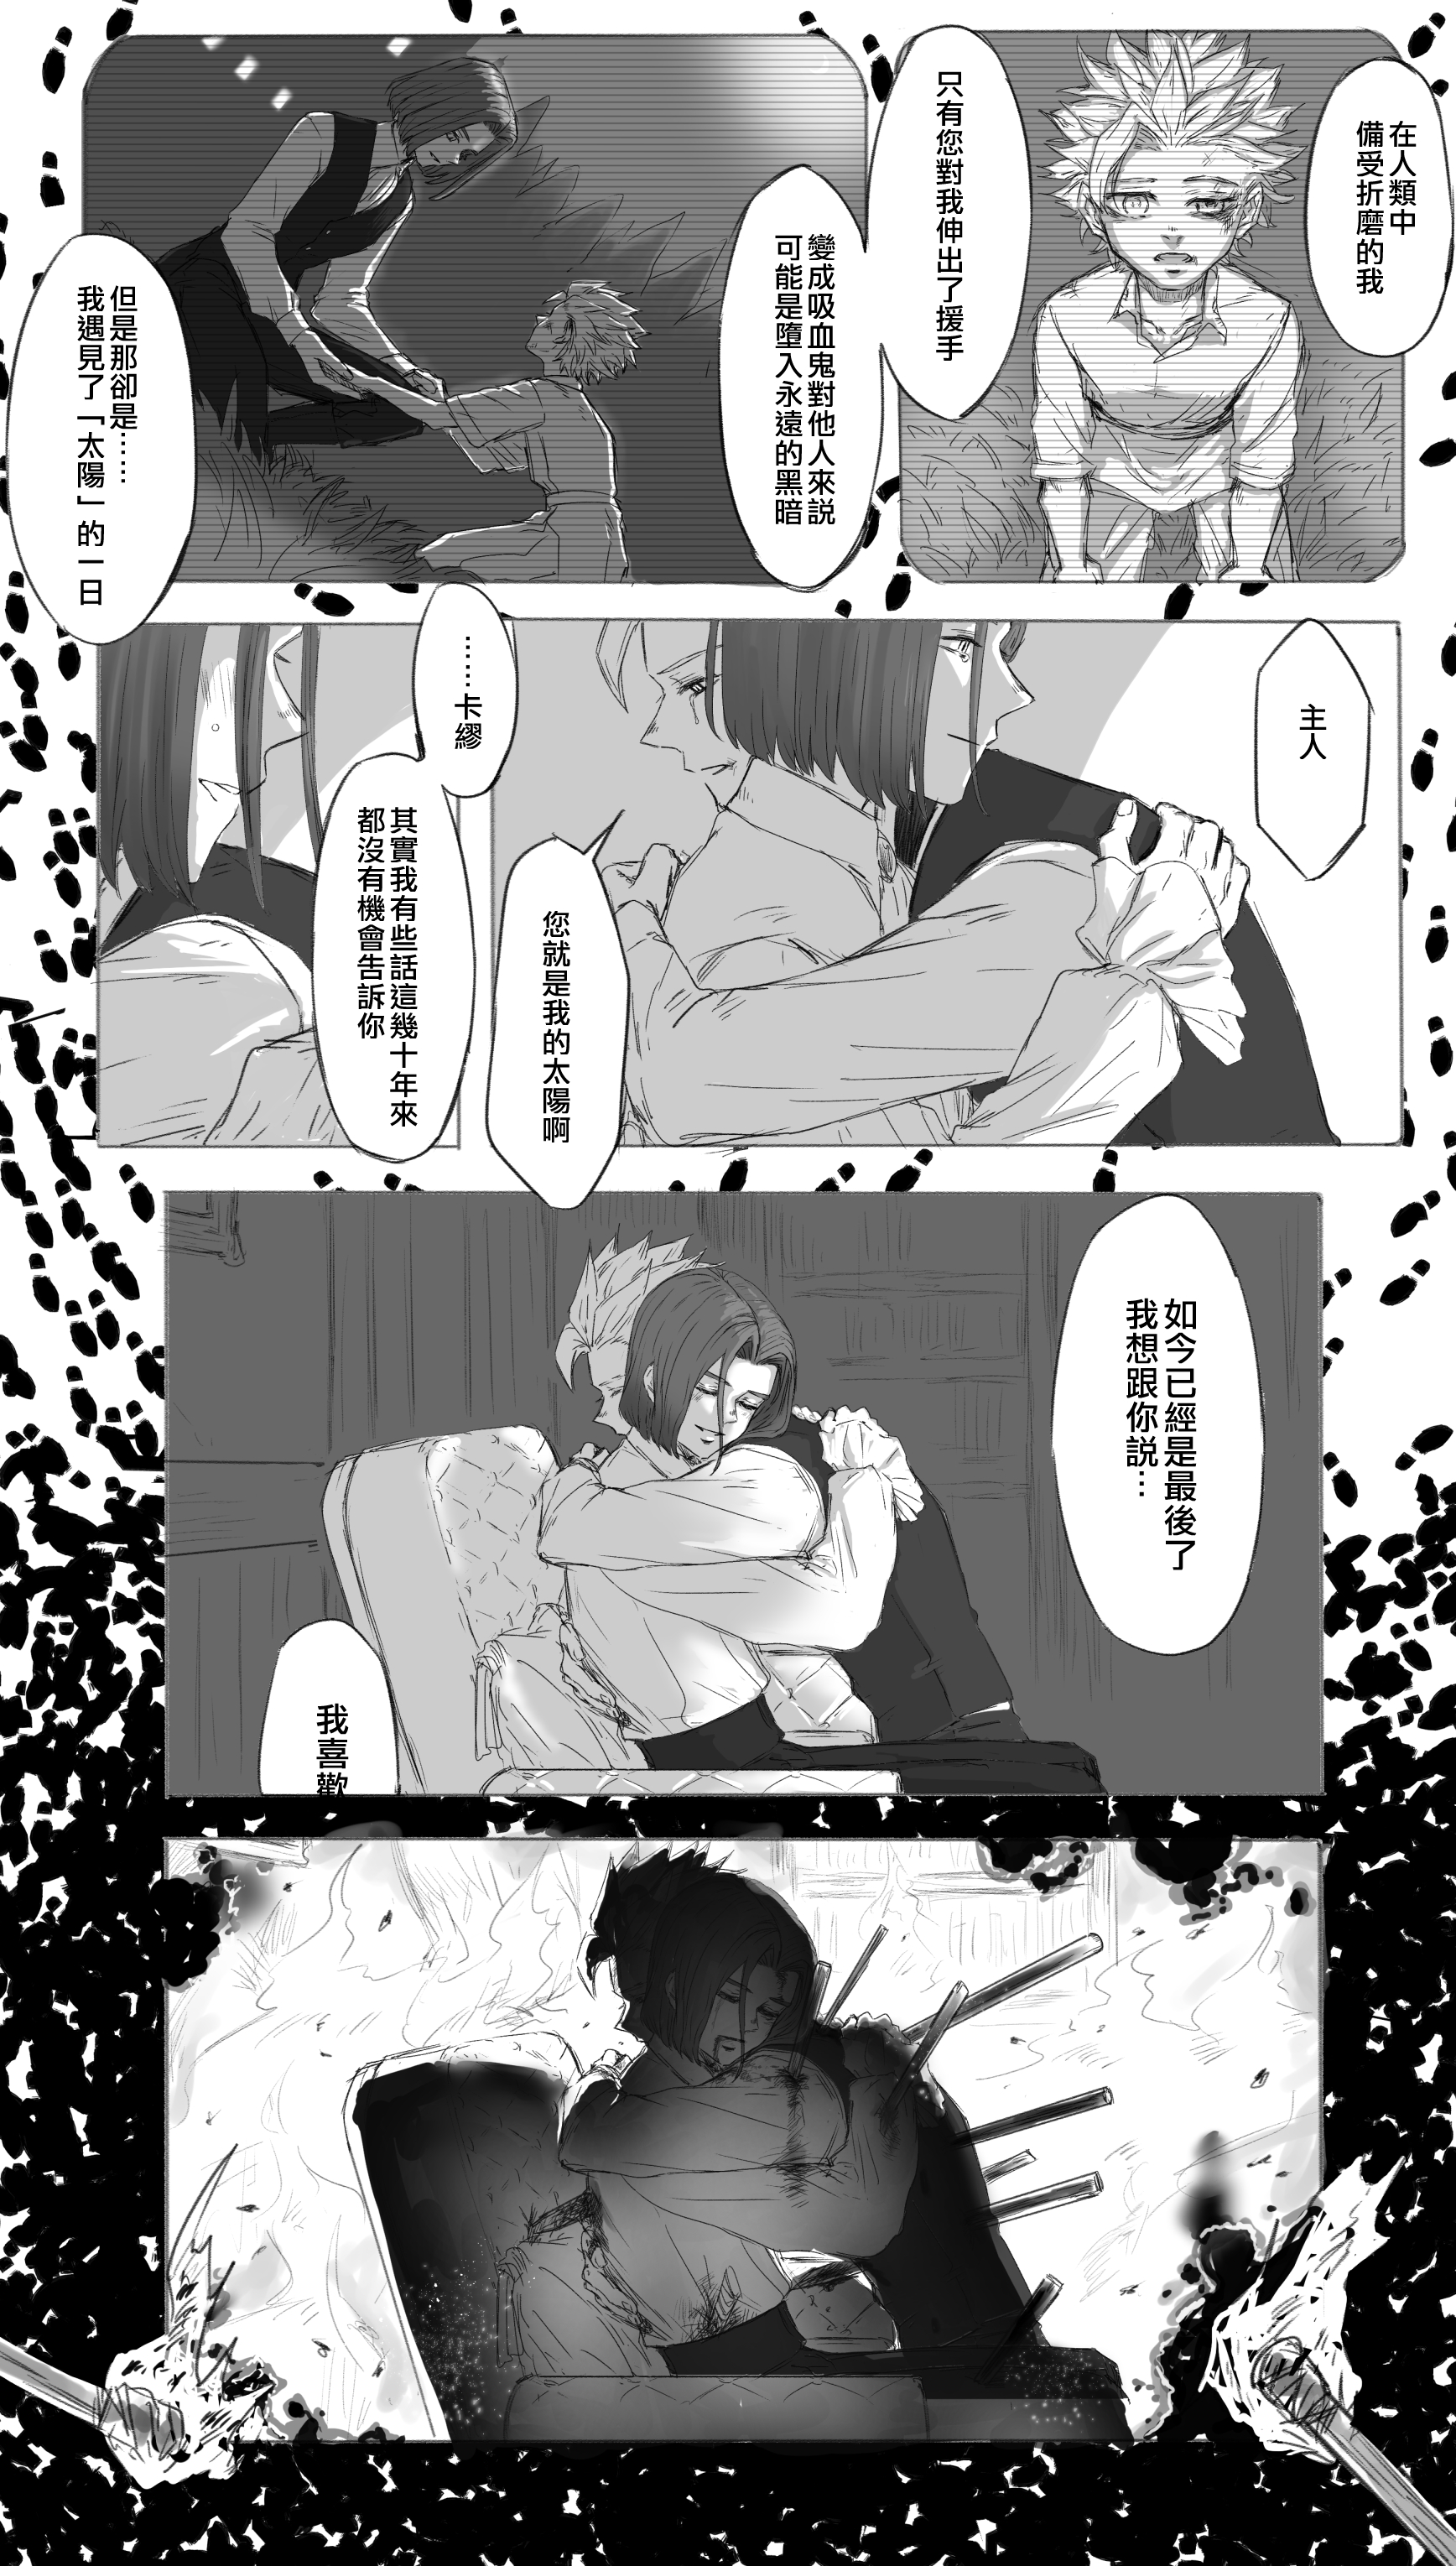 在人類中
備受折磨的我
只有您對我伸出了援手
變成吸血鬼對他人來説
可能是墮入永遠的黑暗
但是那卻是……
我遇見了「太陽」的一日
主人
您就是我的太陽啊
……卡繆
其實我有些話這幾十年來
都沒有機會告訴你
如今已經是最後了
我想跟你説…
我喜歡